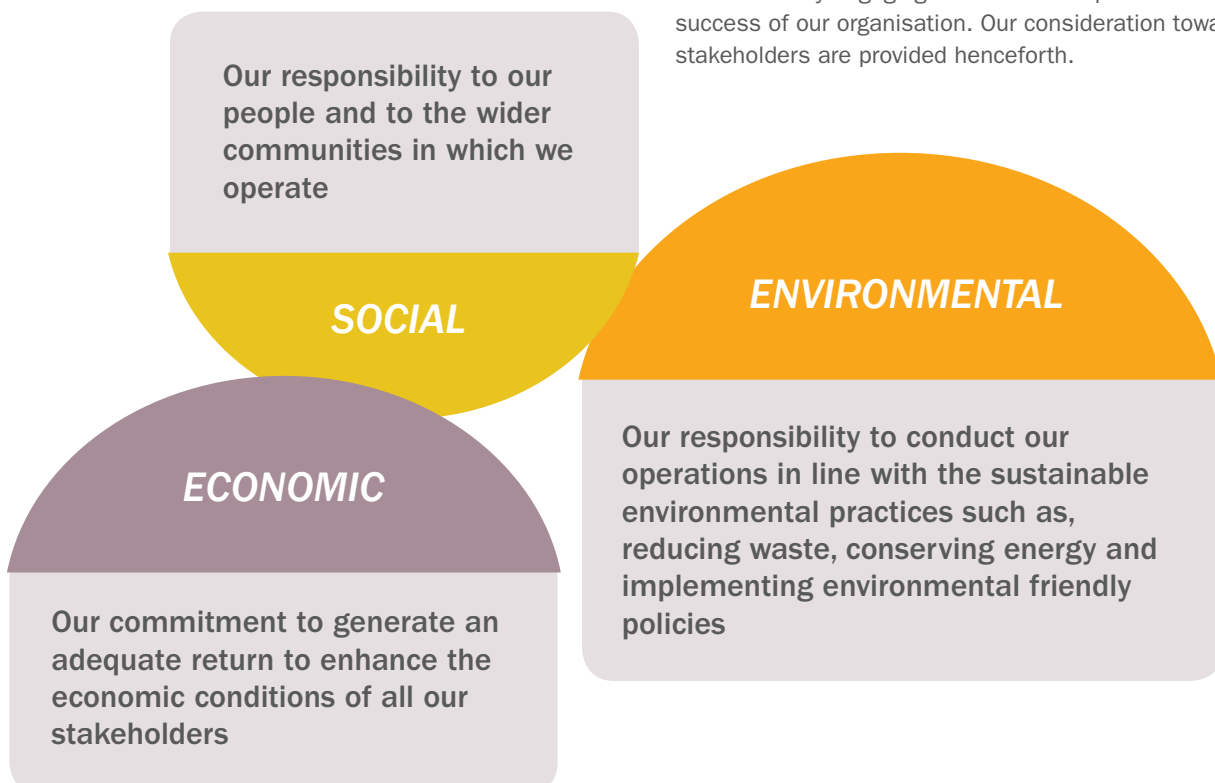 success of our organisation. Our consideration
stakeholders are provided henceforth.
Our responsibility to our
people and to the wider
communities in which we
operate
SOCIAL
ENVIRONMENTAL
Our responsibility to conduct our
operations in line with the sustainable
environmental practices such as,
reducing waste, conserving energy and
implementing environmental friendly
policies
ECONOMIC
Our commitment to generate an
adequate return to enhance the
economic conditions of all our
stakeholders